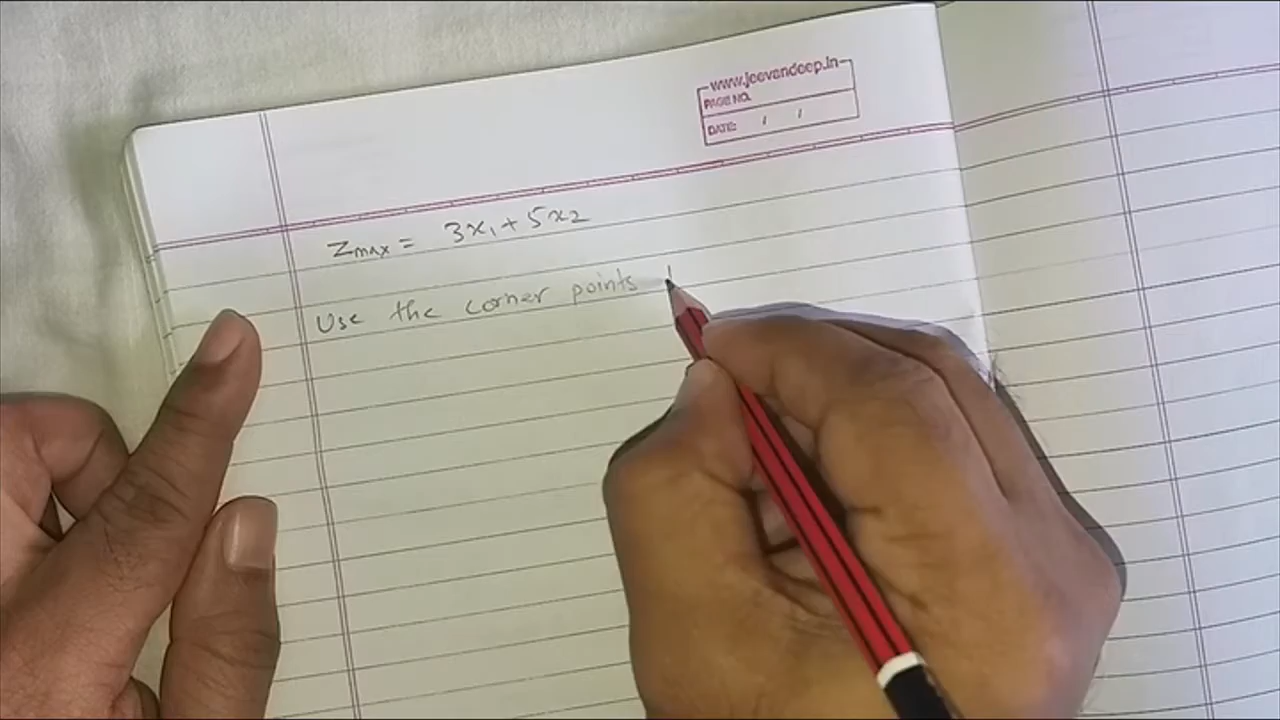 www.jeevandeep.in
PAGE NO.
DATE: / /
Zmax = 3x₁ + 5x₂
Use the corner points